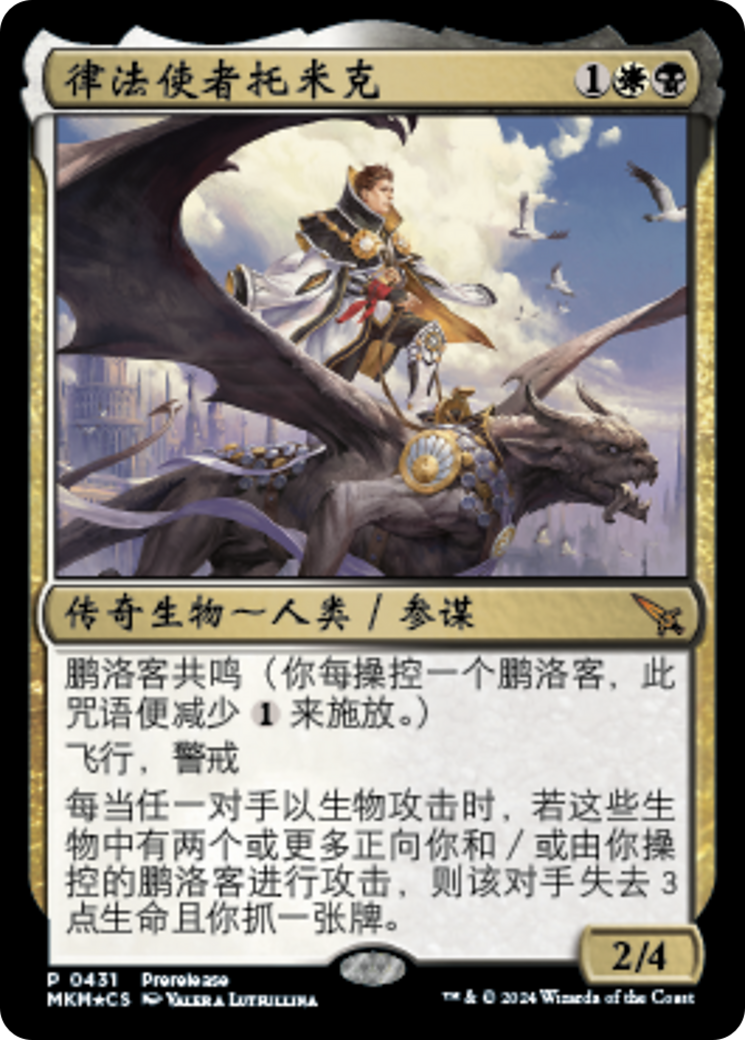 律法使者托米克 1
传奇生物～人类 / 参谋
鹏洛客共鸣（你每操控一个鹏洛客，此
咒语便减少 1 来施放。）
飞行，警戒
每当任一对手以生物攻击时，若这些生
物中有两个或更多正向你和 / 或由你操
控的鹏洛客进行攻击，则该对手失去 3
点生命且你抓一张牌。
2/4
P 0431 Prerelease
MKM★CS Valera Lutfullina
™ & © 2024 Wizards of the Coast